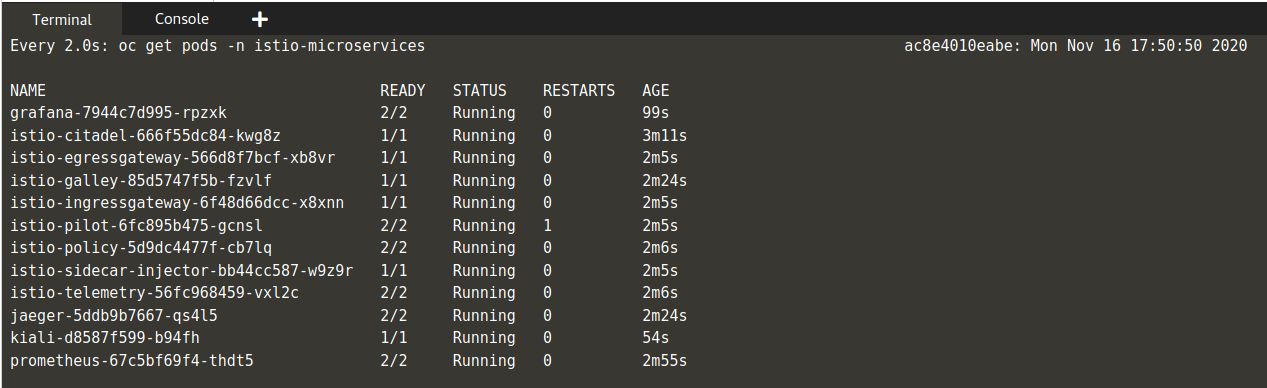 Terminal Console +
Every 2.0s: oc get pods -n istio-microservices ac8e4010eabe: Mon Nov 16 17:50:50 2020
NAME READY STATUS RESTARTS AGE
grafana-7944c7d995-rpzxk 2/2 Running 0 99s
istio-citadel-666f55dc84-kwg8z 1/1 Running 0 3m11s
istio-egressgateway-566d8f7bcf-xb8vr 1/1 Running 0 2m5s
istio-galley-85d5747f5b-fzvlf 1/1 Running 0 2m24s
istio-ingressgateway-6f48d66dcc-x8xnn 1/1 Running 0 2m5s
istio-pilot-6fc895b475-gcnsl 2/2 Running 1 2m5s
istio-policy-5d9dc4477f-cb7lq 2/2 Running 0 2m6s
istio-sidecar-injector-bb44cc587-w9z9r 1/1 Running 0 2m5s
istio-telemetry-56fc968459-vxl2c 2/2 Running 0 2m6s
jaeger-5ddb9b7667-qs4l5 2/2 Running 0 2m24s
kiali-d8587f599-b94fh 1/1 Running 0 54s
prometheus-67c5bf69f4-thdt5 2/2 Running 0 2m55s